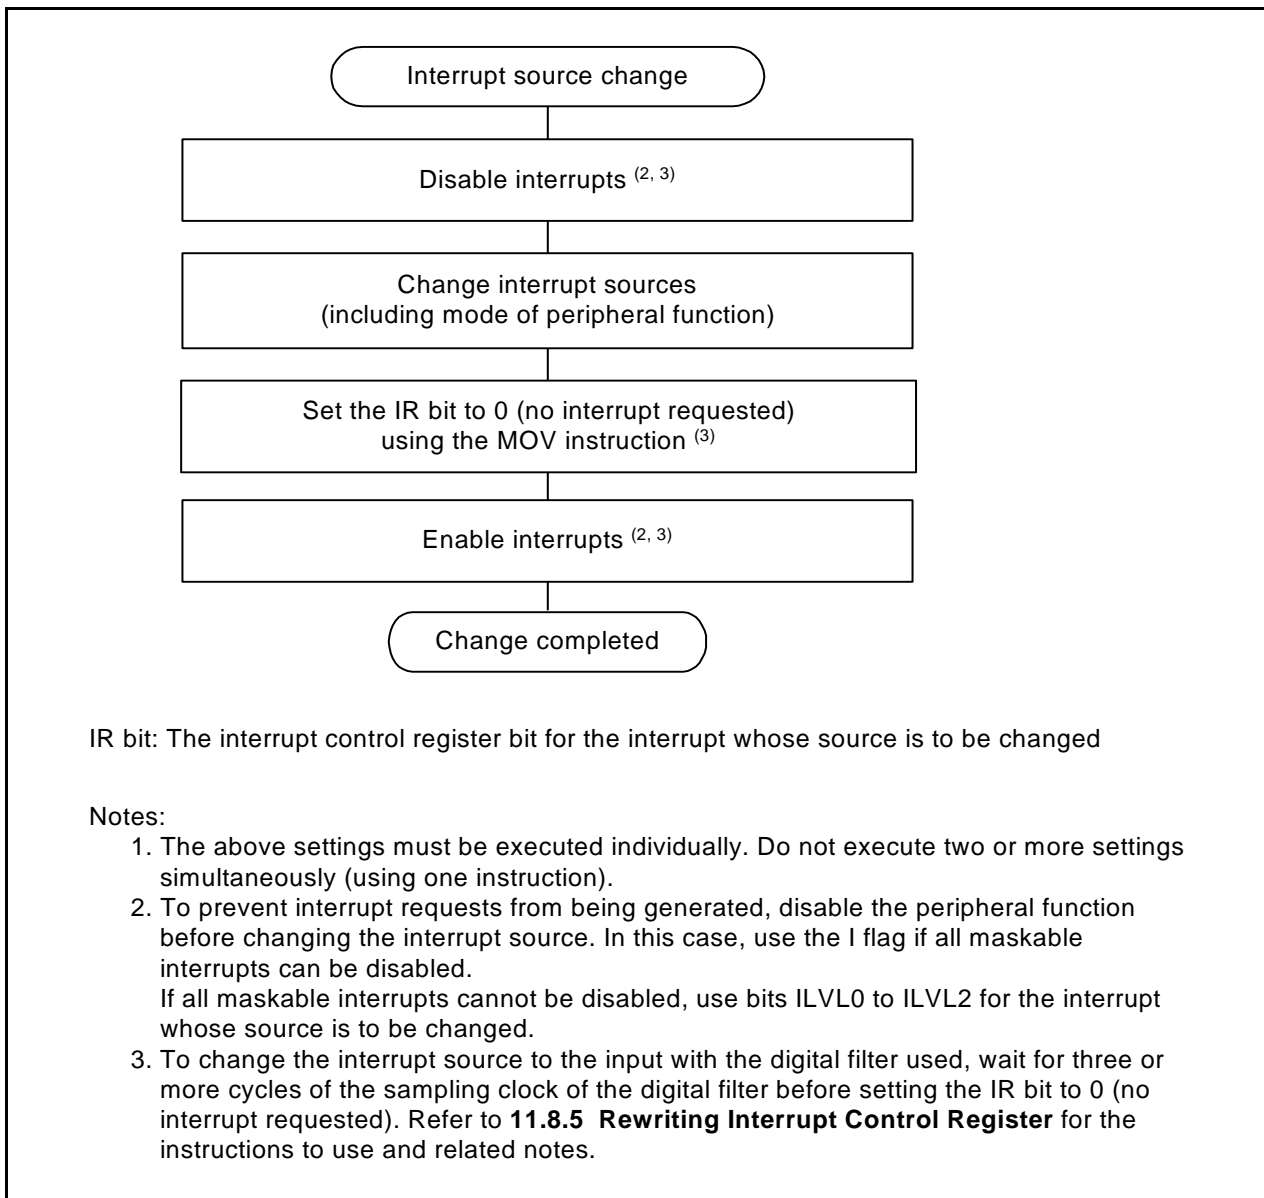 Interrupt source change
Disable interrupts (2, 3)
Change interrupt sources
(including mode of peripheral function)
Set the IR bit to 0 (no interrupt requested)
using the MOV instruction (3)
Enable interrupts (2, 3)
Change completed
IR bit: The interrupt control register bit for the interrupt whose source is to be changed
Notes:
1. The above settings must be executed individually. Do not execute two or more settings
simultaneously (using one instruction).
2. To prevent interrupt requests from being generated, disable the peripheral function
before changing the interrupt source. In this case, use the I flag if all maskable
interrupts can be disabled.
If all maskable interrupts cannot be disabled, use bits ILVL0 to ILVL2 for the interrupt
whose source is to be changed.
3. To change the interrupt source to the input with the digital filter used, wait for three or
more cycles of the sampling clock of the digital filter before setting the IR bit to 0 (no
interrupt requested). Refer to 11.8.5 Rewriting Interrupt Control Register for the
instructions to use and related notes.